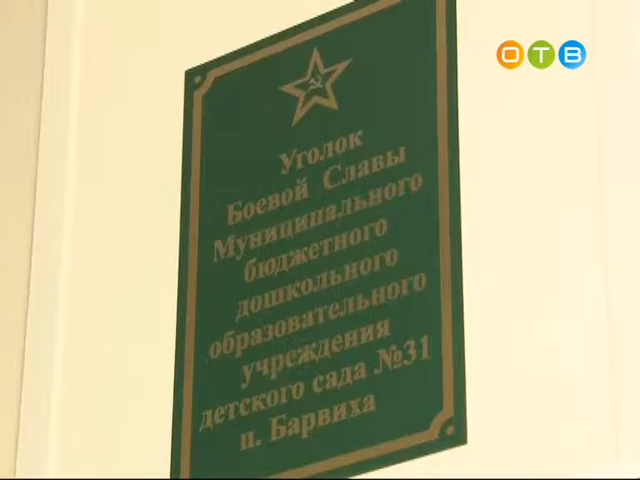 ОТВ
Уголок
Боевой Славы
Муниципального
бюджетного
дошкольного
образовательного
учреждения
детского сада №31
п. Барвиха